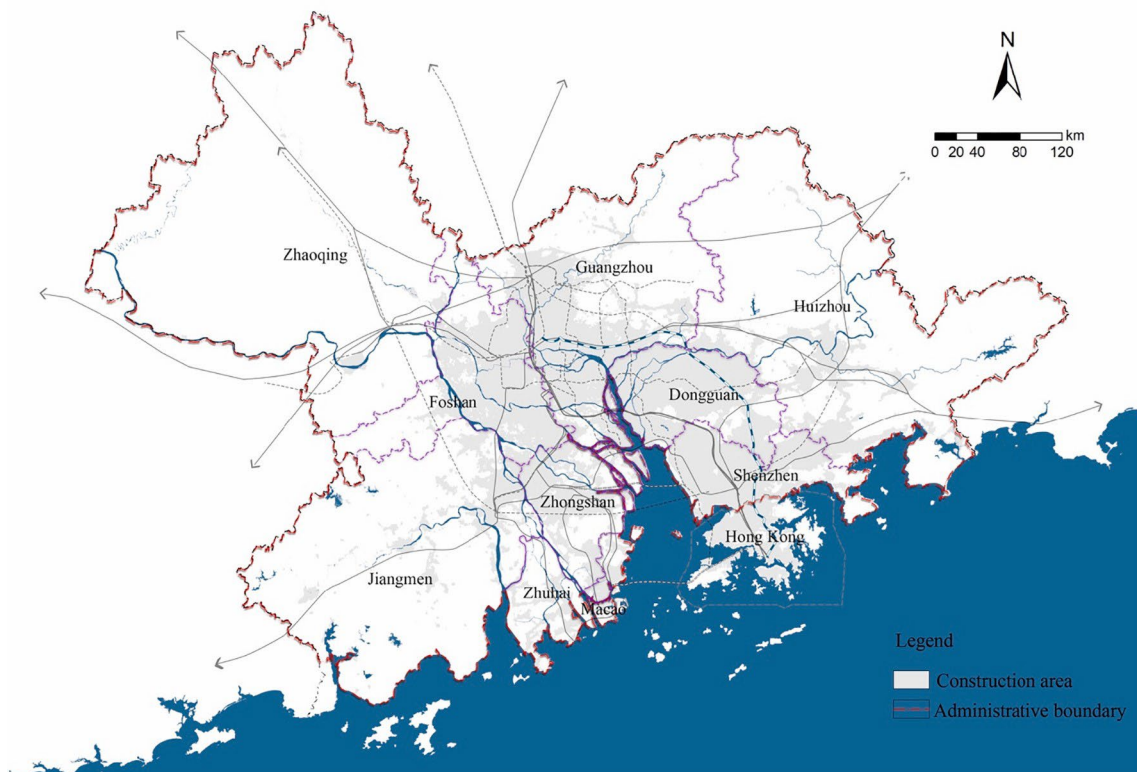 N
km
0 20 40 80 120
Zhaoqing
Guangzhou
Huizhou
Foshan
Dongguan
Shenzhen
Zhongshan
Hong Kong
Jiangmen
Zhuhai
Macao
Legend
Construction area
Administrative boundary